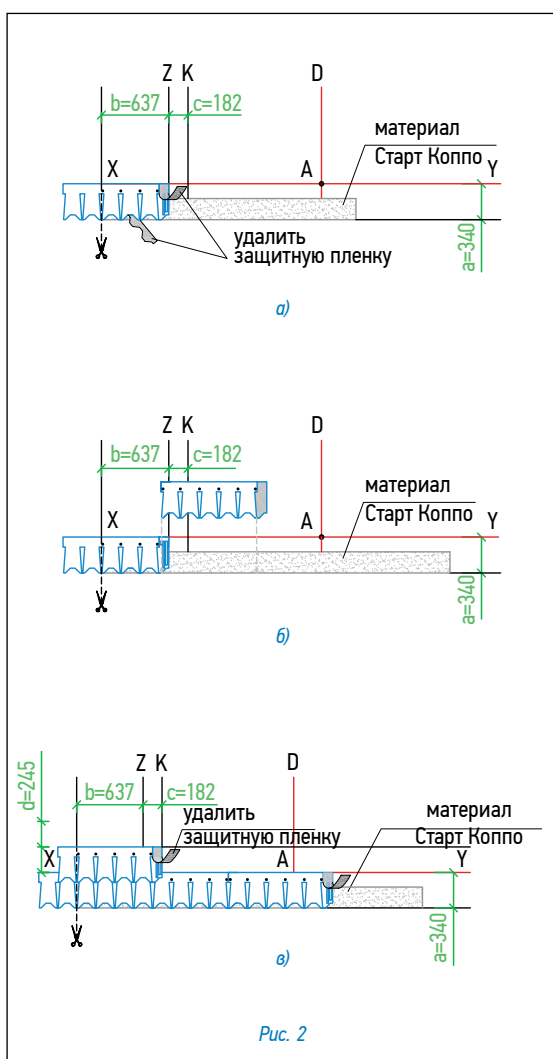 D
Z K
b=637 c=182
материал
Старт Коппо
X A Y
удалить
защитную пленку
a=340
а)
D
Z K
b=637 c=182
материал
Старт Коппо
X A Y
a=340
б)
D
Z K
d=245
b=637 c=182
удалить
защитную пленку
материал
Старт Коппо
X A Y
a=340
в)
Рис. 2